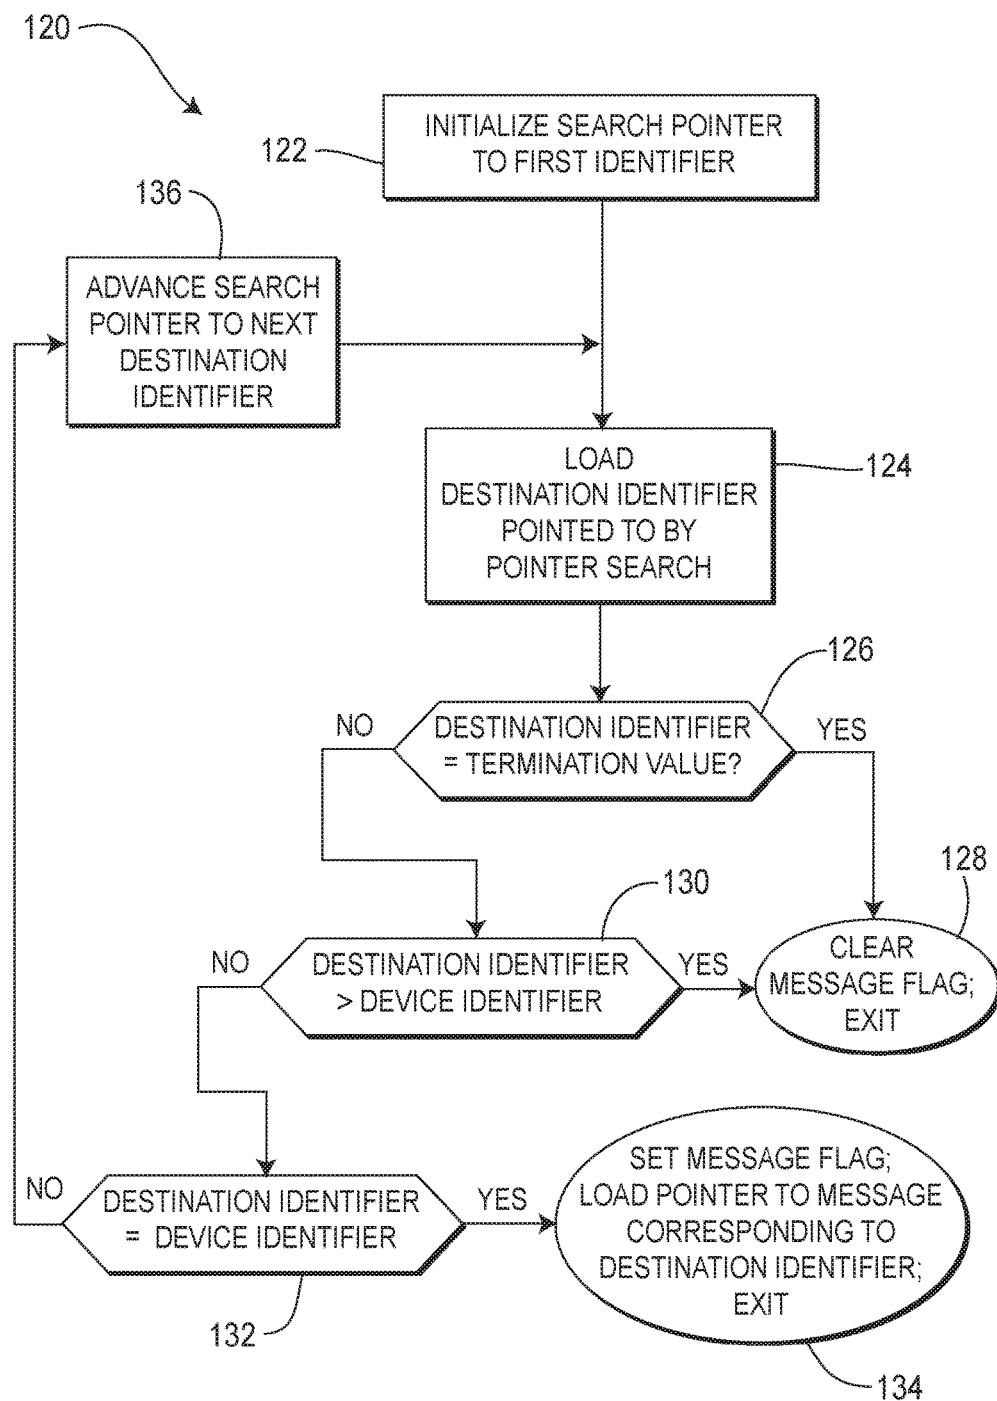 120
INITIALIZE SEARCH POINTER
TO FIRST IDENTIFIER
122
136
ADVANCE SEARCH
POINTER TO NEXT
DESTINATION
IDENTIFIER
LOAD
DESTINATION IDENTIFIER
POINTED TO BY
POINTER SEARCH
124
126
NO
DESTINATION IDENTIFIER
= TERMINATION VALUE?
YES
128
130
NO
DESTINATION IDENTIFIER
> DEVICE IDENTIFIER
YES
CLEAR
MESSAGE FLAG;
EXIT
NO
DESTINATION IDENTIFIER
= DEVICE IDENTIFIER
YES
SET MESSAGE FLAG;
LOAD POINTER TO MESSAGE
CORRESPONDING TO
DESTINATION IDENTIFIER;
EXIT
132
134